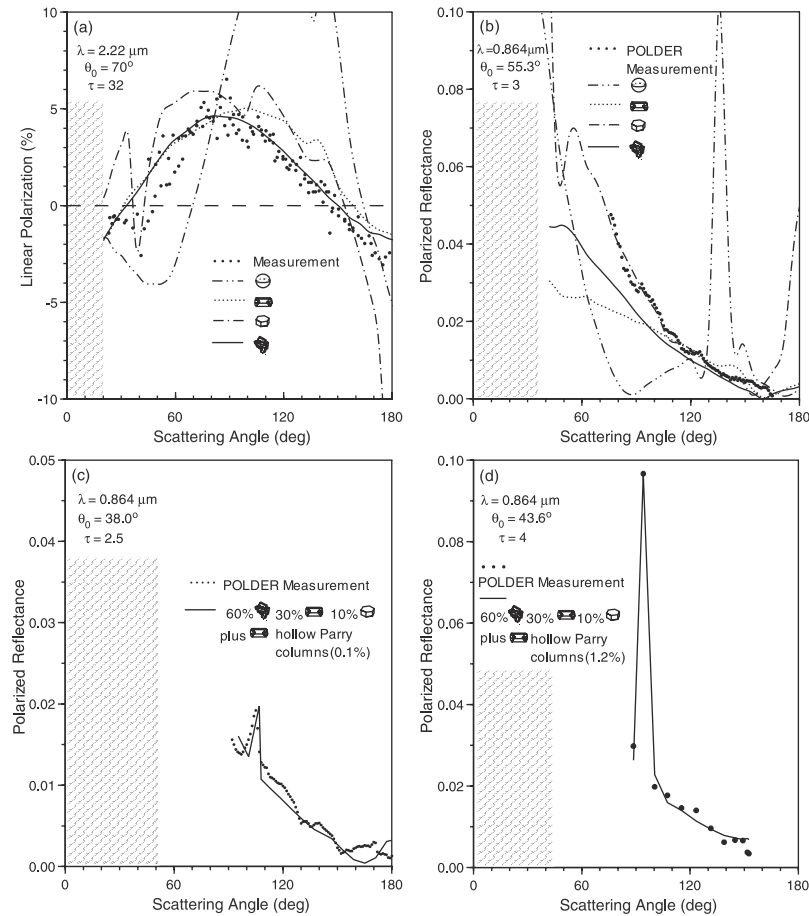 (a)
λ = 2.22 μm
θ0 = 70°
τ = 32
Linear Polarization (%)
10
5
0
-5
-10
Measurement
0 60 120 180
Scattering Angle (deg)
(b)
λ=0.864μm
θ0 = 55.3°
τ = 3
POLDER
Measurement
Polarized Reflectance
0.10
0.08
0.06
0.04
0.02
0.00
0 60 120 180
Scattering Angle (deg)
(c)
λ = 0.864 μm
θ0 = 38.0°
τ = 2.5
Polarized Reflectance
0.05
0.04
0.03
0.02
0.01
0.00
POLDER Measurement
60% 30% 10%
plus hollow Parry
columns(0.1%)
0 60 120 180
Scattering Angle (deg)
(d)
λ = 0.864 μm
θ0 = 43.6°
τ = 4
Polarized Reflectance
0.10
0.08
0.06
0.04
0.02
0.00
POLDER Measurement
60% 30% 10%
plus hollow Parry
columns(1.2%)
0 60 120 180
Scattering Angle (deg)